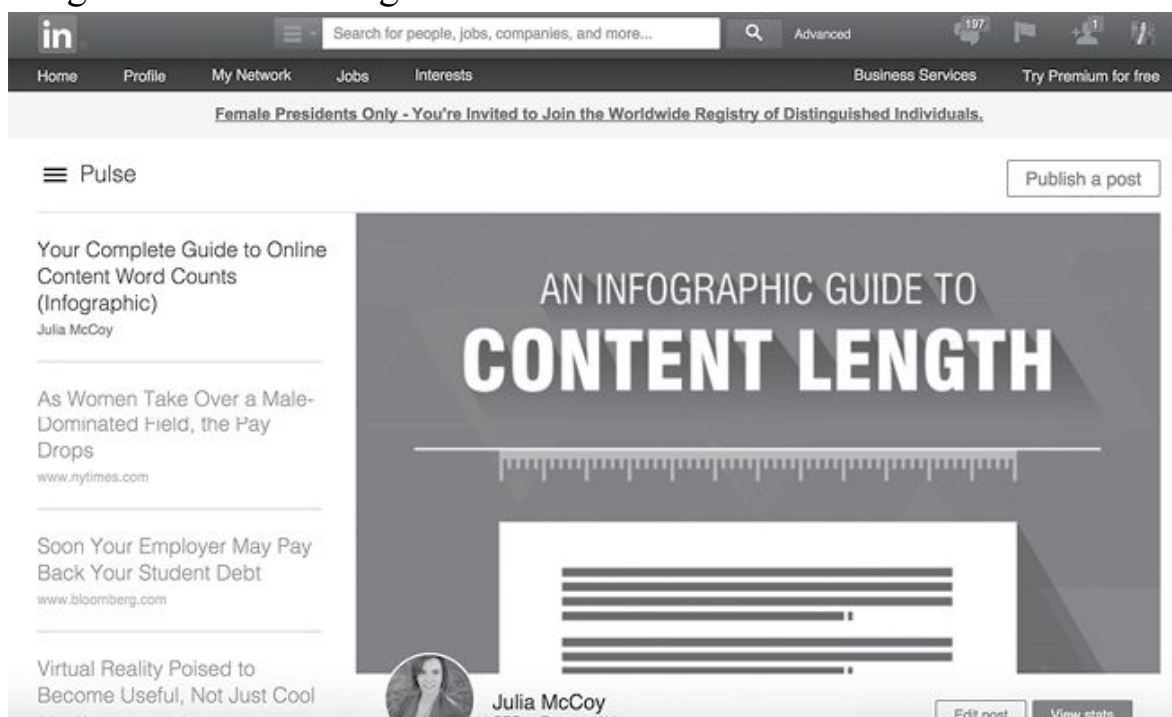 in
Search for people, jobs, companies, and more...
Advanced
197
1
Home Profile My Network Jobs Interests Business Services Try Premium for free
Female Presidents Only - You're Invited to Join the Worldwide Registry of Distinguished Individuals.
Pulse
Publish a post
Your Complete Guide to Online
Content Word Counts
(Infographic)
Julia McCoy
As Women Take Over a Male-
Dominated Field, the Pay
Drops
www.nytimes.com
Soon Your Employer May Pay
Back Your Student Debt
www.bloomberg.com
Virtual Reality Poised to
Become Useful, Not Just Cool
AN INFOGRAPHIC GUIDE TO
CONTENT LENGTH
Julia McCoy
Edit post
View stats